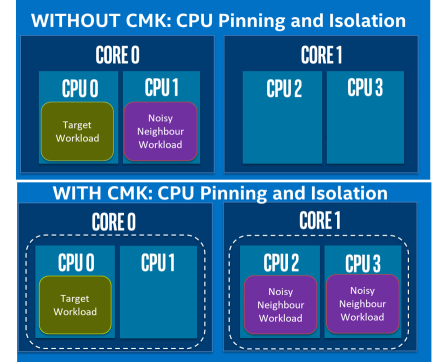 WITHOUT CMK: CPU Pinning and Isolation
CORE 0
CORE 1
CPU 0
CPU 1
CPU 2
CPU 3
Target
Workload
Noisy
Neighbour
Workload
WITH CMK: CPU Pinning and Isolation
CORE 0
CORE 1
CPU 0
CPU 1
CPU 2
CPU 3
Target
Workload
Noisy
Neighbour
Workload
Noisy
Neighbour
Workload